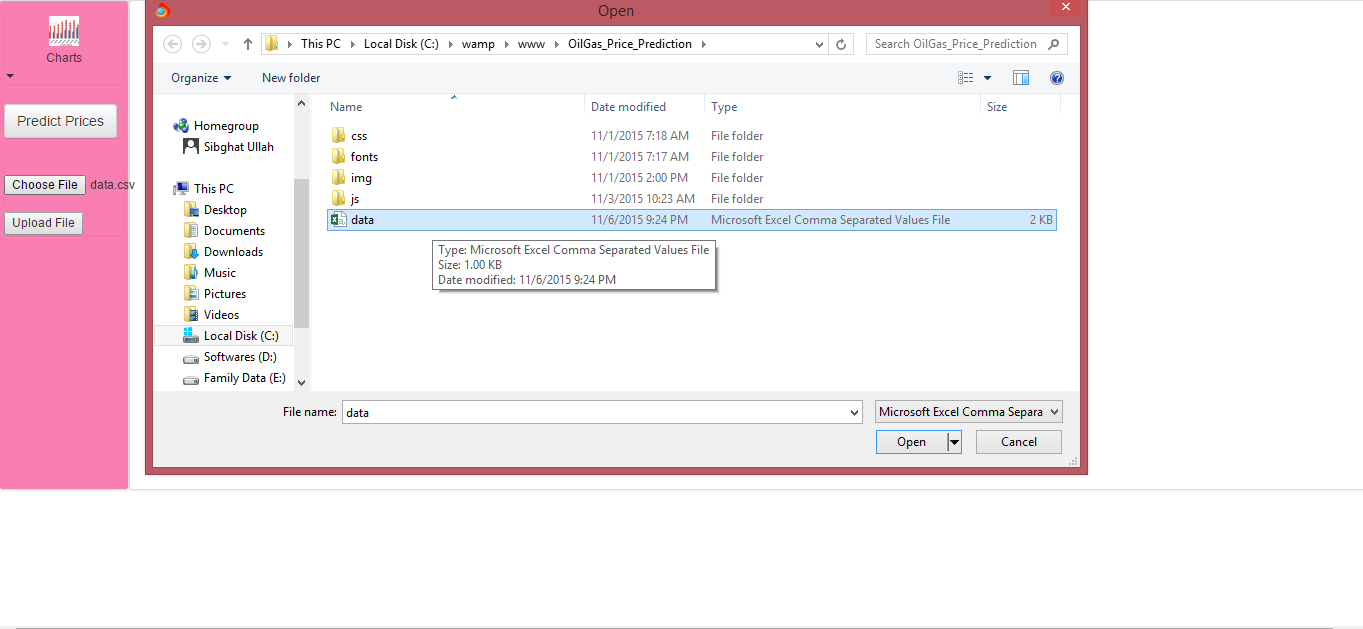 Open
Charts
This PC
Local Disk (C:)
wamp
www
OilGas_Price_Prediction
Search OilGas_Price_Prediction
Organize
New folder
Predict Prices
Choose File
data.csv
Upload File
Homegroup
Sibghat Ullah
This PC
Desktop
Documents
Downloads
Music
Pictures
Videos
Local Disk (C:)
Softwares (D:)
Family Data (E:)
Name Date modified Type Size
css 11/1/2015 7:18 AM File folder
fonts 11/1/2015 7:17 AM File folder
img 11/1/2015 2:00 PM File folder
js 11/3/2015 10:23 AM File folder
data 11/6/2015 9:24 PM Microsoft Excel Comma Separated Values File 2 KB
Type: Microsoft Excel Comma Separated Values File
Size: 1.00 KB
Date modified: 11/6/2015 9:24 PM
File name: data
Microsoft Excel Comma Separa
Open
Cancel